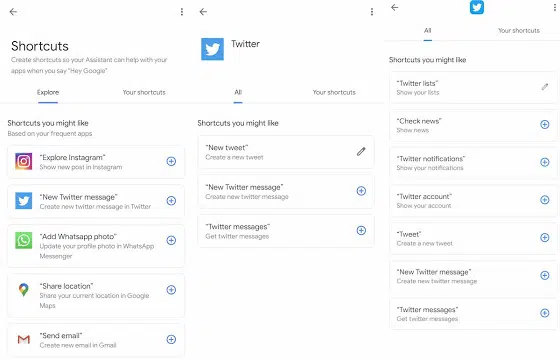 Shortcuts
Create shortcuts so your Assistant can help with your
apps when you say "Hey Google"
Explore
Your shortcuts
Shortcuts you might like
Based on your frequent apps
"Explore Instagram"
Show new post in Instagram
"New Twitter message"
Create new twitter message in Twitter
"Add Whatsapp photo"
Update your profile photo in WhatsApp
Messenger
"Share location"
Share your current location in Google
Maps
"Send email"
Create new email in Gmail
Twitter
All
Your shortcuts
Shortcuts you might like
"New tweet"
Create a new tweet
"New Twitter message"
Create new twitter message
"Twitter messages"
Get twitter messages
All
Your shortcuts
Shortcuts you might like
"Twitter lists"
Show your lists
"Check news"
Show news
"Twitter notifications"
Show your notifications
"Twitter account"
Show your account
"Tweet"
Create a new tweet
"New Twitter message"
Create new twitter message
"Twitter messages"
Get twitter messages